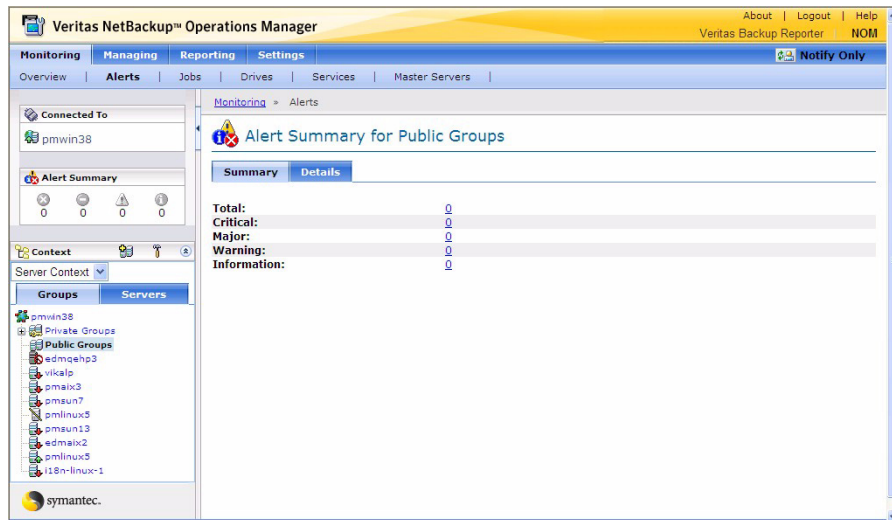 Veritas NetBackup™ Operations Manager
About | Logout | Help
Veritas Backup Reporter NOM
Monitoring Managing Reporting Settings
Notify Only
Overview | Alerts | Jobs | Drives | Services | Master Servers |
Connected To
pmwin38
Alert Summary
0 0 0 0
Context
Server Context
Groups Servers
pmwin38
Private Groups
Public Groups
edmqehp3
vikalp
pmaix3
pmsun7
pmlinux5
pmsun13
edmaix2
pmlinux5
i18n-linux-1
symantec.
Monitoring » Alerts
Alert Summary for Public Groups
Summary Details
Total: 0
Critical: 0
Major: 0
Warning: 0
Information: 0